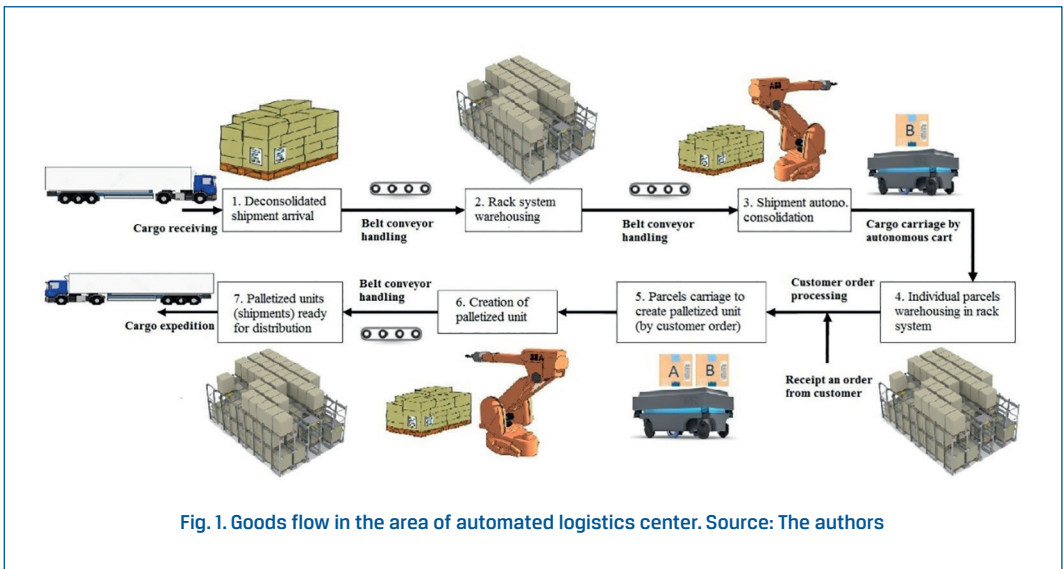 1. Deconsolidated
shipment arrival
Cargo receiving
Belt conveyor
handling
2. Rack system
warehousing
Belt conveyor
handling
3. Shipment autono.
consolidation
B
Cargo carriage by
autonomous cart
4. Individual parcels
warehousing in rack
system
Customer order
processing
Receipt an order
from customer
5. Parcels carriage to
create palletized unit
(by customer order)
A B
6. Creation of
palletized unit
Belt conveyor
handling
7. Palletized units
(shipments) ready
for distribution
Cargo expedition
Fig. 1. Goods flow in the area of automated logistics center. Source: The authors